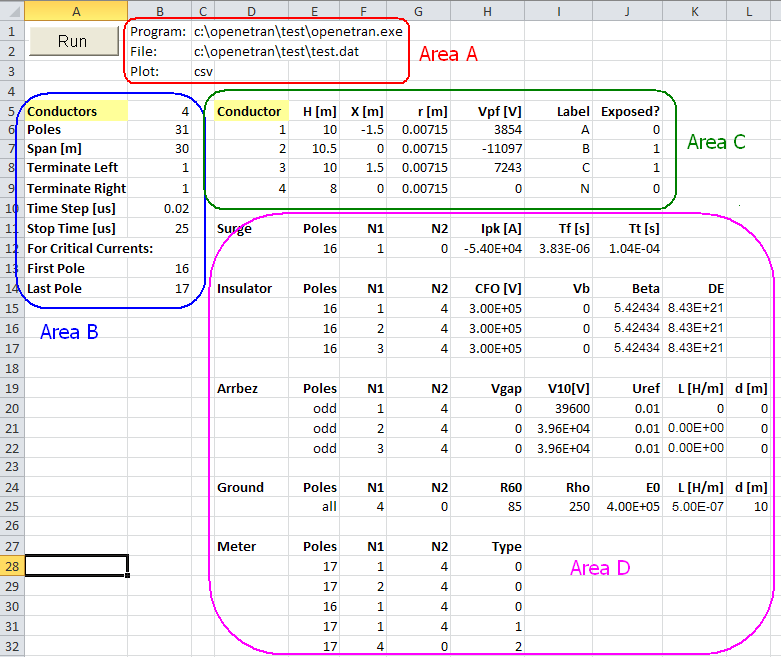 A B C D E F G H I J K L
1 Run Program: c:\openetran\test\openetran.exe
2 File: c:\openetran\test\test.dat Area A
3 Plot: csv
4
5 Conductors 4 Conductor H [m] X [m] r [m] Vpf [V] Label Exposed?
6 Poles 31 1 10 -1.5 0.00715 3854 A 0
7 Span [m] 30 2 10.5 0 0.00715 -11097 B 1 Area C
8 Terminate Left 1 3 10 1.5 0.00715 7243 C 1
9 Terminate Right 1 4 8 0 0.00715 0 N 0
10 Time Step [us] 0.02
11 Stop Time [us] 25 Surge Poles N1 N2 Ipk [A] Tf [s] Tt [s]
12 For Critical Currents: 16 1 0 -5.40E+04 3.83E-06 1.04E-04
13 First Pole 16
14 Last Pole 17 Insulator Poles N1 N2 CFO [V] Vb Beta DE
15 16 1 4 3.00E+05 0 5.42434 8.43E+21
16 Area B 16 2 4 3.00E+05 0 5.42434 8.43E+21
17 16 3 4 3.00E+05 0 5.42434 8.43E+21
18
19 Arrbez Poles N1 N2 Vgap V10[V] Uref L [H/m] d [m]
20 odd 1 4 0 39600 0.01 0 0
21 odd 2 4 0 3.96E+04 0.01 0.00E+00 0
22 odd 3 4 0 3.96E+04 0.01 0.00E+00 0
23
24 Ground Poles N1 N2 R60 Rho E0 L [H/m] d [m]
25 all 4 0 85 250 4.00E+05 5.00E-07 10
26
27 Meter Poles N1 N2 Type
28 17 1 4 0 Area D
29 17 2 4 0
30 16 1 4 0
31 17 1 4 1
32 17 4 0 2